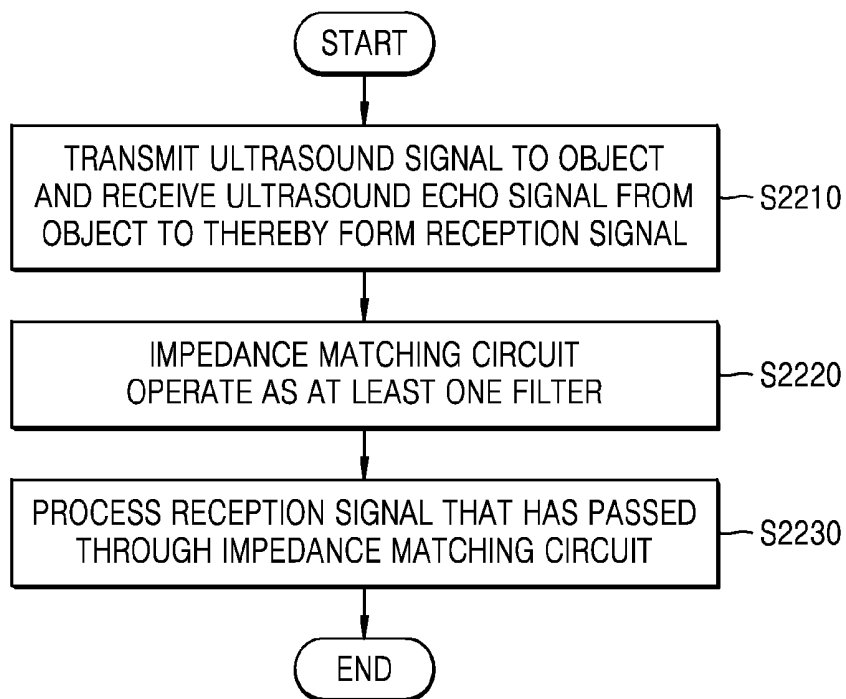 START
TRANSMIT ULTRASOUND SIGNAL TO OBJECT
AND RECEIVE ULTRASOUND ECHO SIGNAL FROM
OBJECT TO THEREBY FORM RECEPTION SIGNAL
S2210
IMPEDANCE MATCHING CIRCUIT
OPERATE AS AT LEAST ONE FILTER
S2220
PROCESS RECEPTION SIGNAL THAT HAS PASSED
THROUGH IMPEDANCE MATCHING CIRCUIT
S2230
END